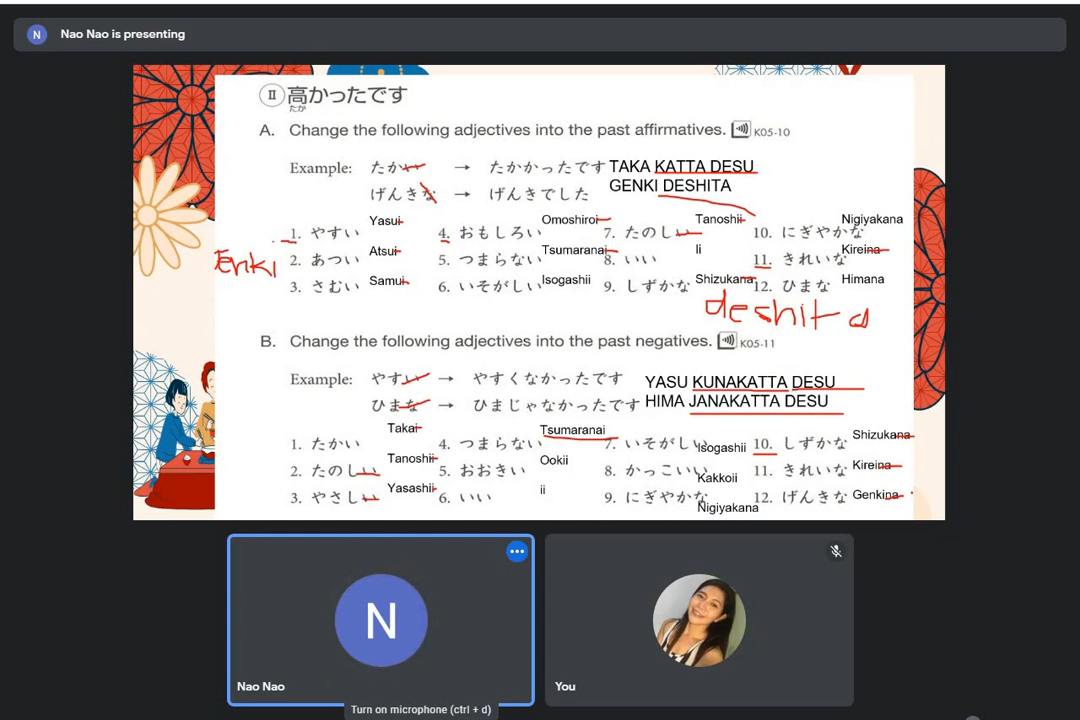 N Nao Nao is presenting
II 高かったです
たか
A. Change the following adjectives into the past affirmatives. K05-10
Example: たかい → たかかったです TAKA KATTA DESU
げんきな → げんきでした GENKI DESHITA
Yasui Omoshiroi Tanoshii Nigiyakana
1. やすい 4. おもしろい 7. たのしい 10. にぎやかな
Atsui Tsumaranai Ii Kireina
2. あつい 5. つまらない 8. いい 11. きれいな
Samui Isogashii Shizukana Himana
3. さむい 6. いそがしい 9. しずかな 12. ひまな
deshita
B. Change the following adjectives into the past negatives. K05-11
Example: やすい → やすくなかったです YASU KUNAKATTA DESU
ひまな → ひまじゃなかったです HIMA JANAKATTA DESU
Takai Tsumaranai Isogashii Shizukana
1. たかい 4. つまらない 7. いそがしい 10. しずかな
Tanoshii Ookii Kakkoii Kireina
2. たのしい 5. おおきい 8. かっこいい 11. きれいな
Yasashii ii Nigiyakana Genkina
3. やさしい 6. いい 9. にぎやかな 12. げんきな
N
Nao Nao You
Turn on microphone (ctrl + d)